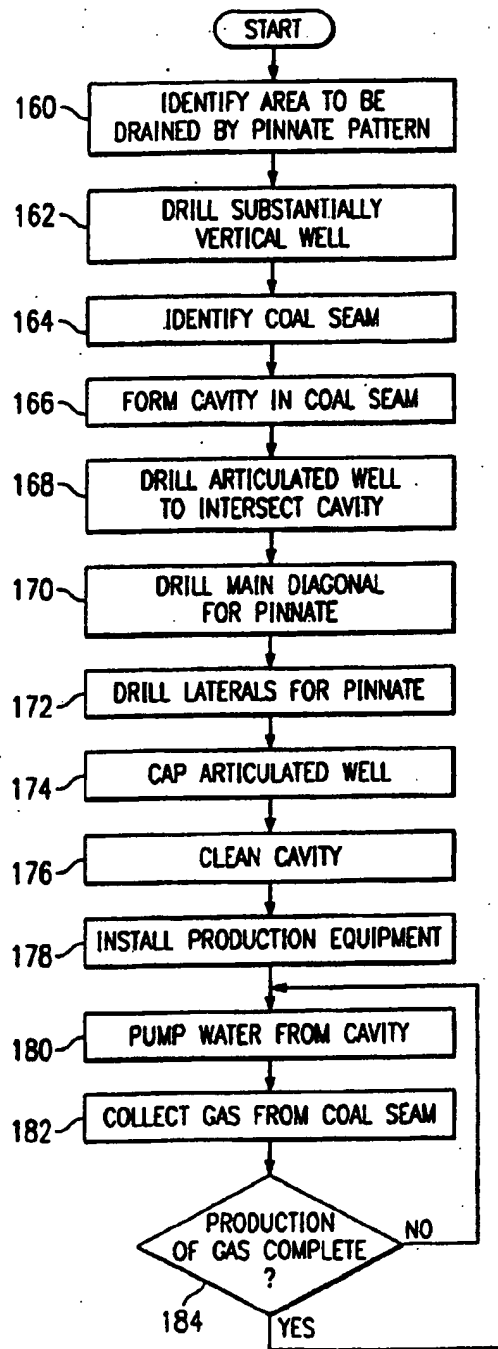 START
160
IDENTIFY AREA TO BE
DRAINED BY PINNATE PATTERN
162
DRILL SUBSTANTIALLY
VERTICAL WELL
164
IDENTIFY COAL SEAM
166
FORM CAVITY IN COAL SEAM
168
DRILL ARTICULATED WELL
TO INTERSECT CAVITY
170
DRILL MAIN DIAGONAL
FOR PINNATE
172
DRILL LATERALS FOR PINNATE
174
CAP ARTICULATED WELL
176
CLEAN CAVITY
178
INSTALL PRODUCTION EQUIPMENT
180
PUMP WATER FROM CAVITY
182
COLLECT GAS FROM COAL SEAM
PRODUCTION
OF GAS COMPLETE
?
NO
184
YES